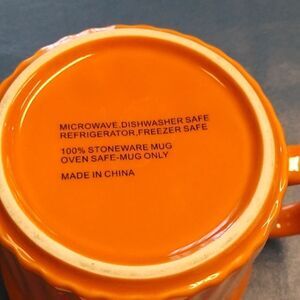 MICROWAVE,DISHWASHER SAFE
REFRIGERATOR,FREEZER SAFE
100% STONEWARE MUG
OVEN SAFE-MUG ONLY
MADE IN CHINA